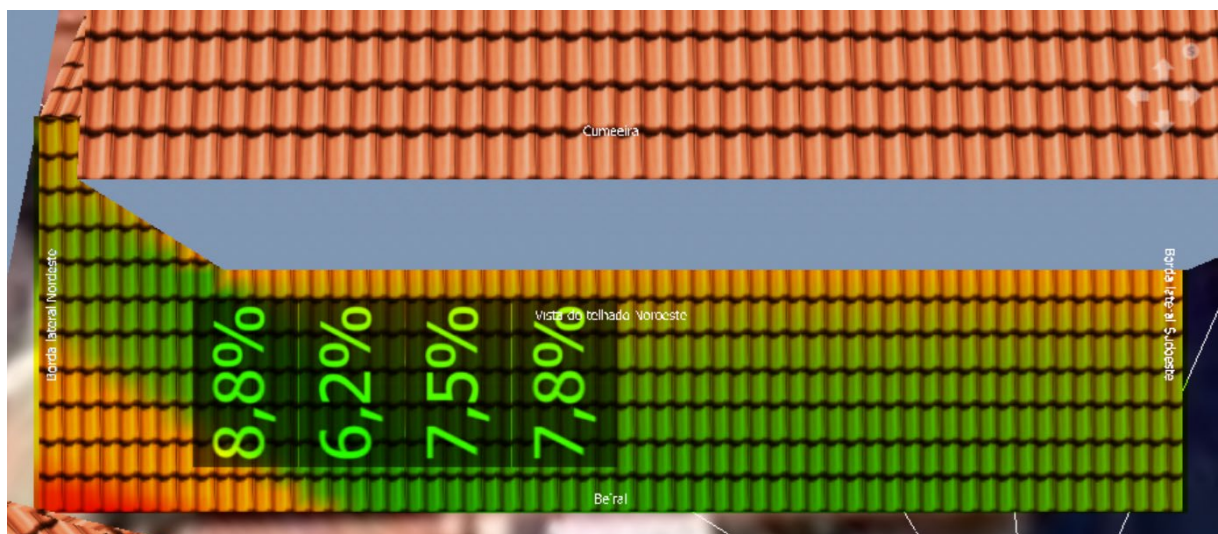 S
Cumeeira
Borda lateral Nordeste
Vista do telhado Noroeste
Borda lateral Sudoeste
8,8%
6,2%
7,5%
7,8%
Beiral